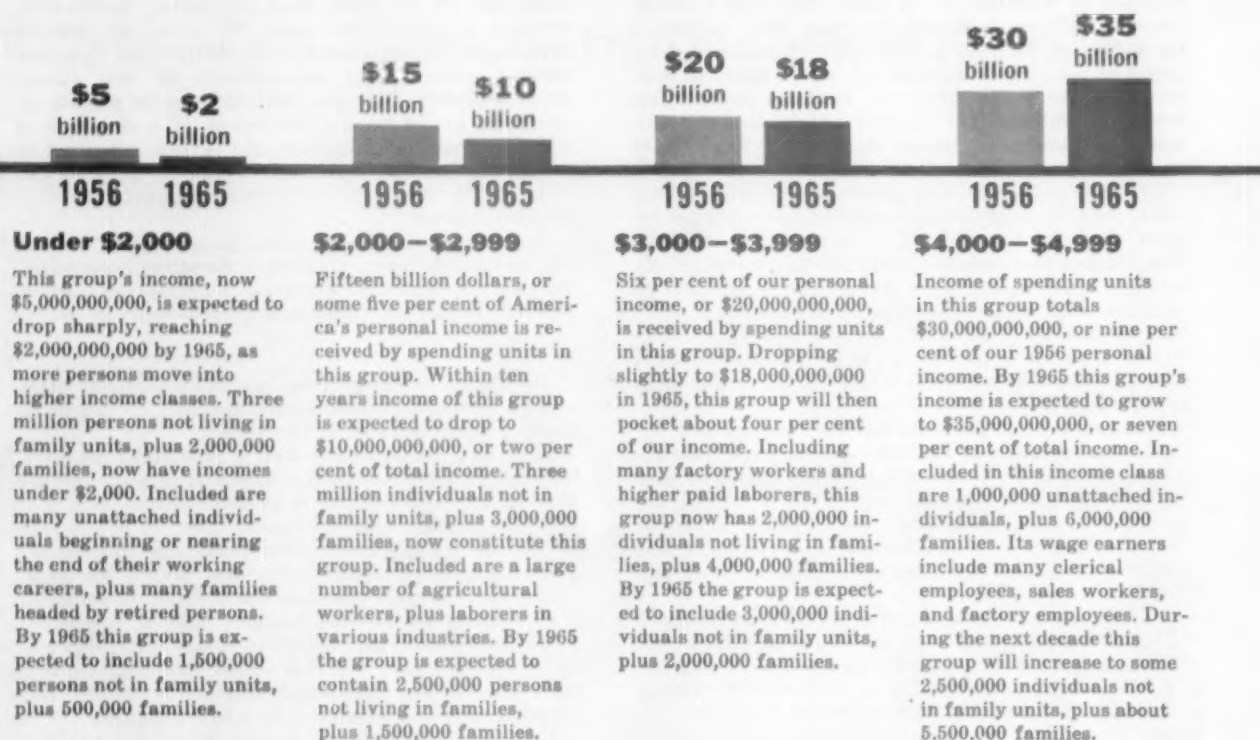 $5 billion
$2 billion
$15 billion
$10 billion
$20 billion
$18 billion
$30 billion
$35 billion
1956 1965
1956 1965
1956 1965
1956 1965
Under $2,000
This group's income, now
$5,000,000,000, is expected to
drop sharply, reaching
$2,000,000,000 by 1965, as
more persons move into
higher income classes. Three
million persons not living in
family units, plus 2,000,000
families, now have incomes
under $2,000. Included are
many unattached individ-
uals beginning or nearing
the end of their working
careers, plus many families
headed by retired persons.
By 1965 this group is ex-
pected to include 1,500,000
persons not in family units,
plus 500,000 families.
$2,000—$2,999
Fifteen billion dollars, or
some five per cent of Ameri-
ca's personal income is re-
ceived by spending units in
this group. Within ten
years income of this group
is expected to drop to
$10,000,000,000, or two per
cent of total income. Three
million individuals not in
family units, plus 3,000,000
families, now constitute this
group. Included are a large
number of agricultural
workers, plus laborers in
various industries. By 1965
the group is expected to
contain 2,500,000 persons
not living in families,
plus 1,500,000 families.
$3,000—$3,999
Six per cent of our personal
income, or $20,000,000,000,
is received by spending units
in this group. Dropping
slightly to $18,000,000,000
in 1965, this group will then
pocket about four per cent
of our income. Including
many factory workers and
higher paid laborers, this
group now has 2,000,000 in-
dividuals not living in fami-
lies, plus 4,000,000 families.
By 1965 the group is expect-
ed to include 3,000,000 indi-
viduals not in family units,
plus 2,000,000 families.
$4,000—$4,999
Income of spending units
in this group totals
$30,000,000,000, or nine per
cent of our 1956 personal
income. By 1965 this group's
income is expected to grow
to $35,000,000,000, or seven
per cent of total income. In-
cluded in this income class
are 1,000,000 unattached in-
dividuals, plus 6,000,000
families. Its wage earners
include many clerical
employees, sales workers,
and factory employees. Dur-
ing the next decade this
group will increase to some
2,500,000 individuals not
in family units, plus about
5,500,000 families.